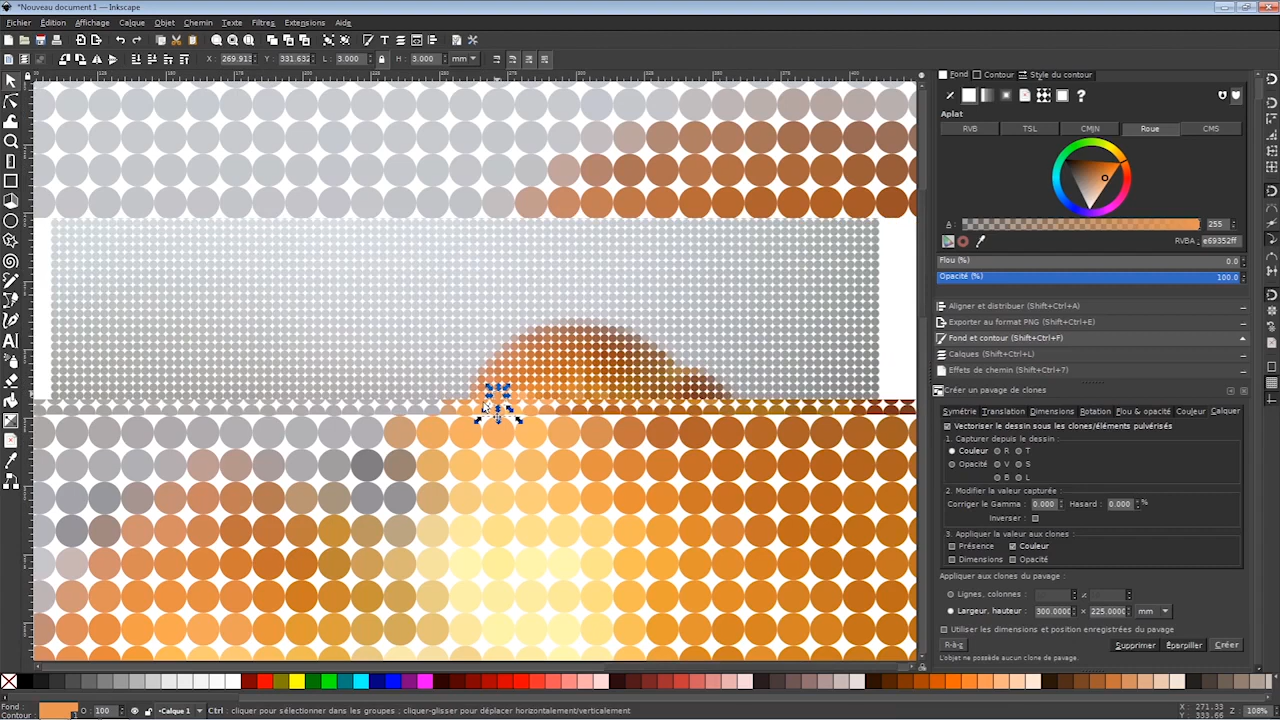 *Nouveau document 1 — Inkscape
Fichier Édition Affichage Calque Objet Chemin Filtres Texte Extensions Aide
X : 269.913 Y : 331.632 L : 3.000 H : 3.000 mm
Fond Contour Style du contour
Aplat
RVB TSL CMJN Roue CMS
A : 255
RVBA : e69352ff
Flou (%) 0.0
Opacité (%) 100.0
Aligner et distribuer (Shift+Ctrl+A)
Exporter au format PNG (Shift+Ctrl+E)
Fond et contour (Shift+Ctrl+F)
Calques (Shift+Ctrl+L)
Effets de chemin (Shift+Ctrl+7)
Créer un pavage de clones
Symétrie Translation Dimensions Rotation Flou & opacité Couleur Calquer
Vectoriser le dessin sous les clones/éléments pulvérisés
1. Capturer depuis le dessin :
Couleur R T
Opacité V S
B L
2. Modifier la valeur capturée :
Corriger le Gamma : 0.000 Hasard : 0.000 %
Inverser :
3. Appliquer la valeur aux clones :
Présence Couleur
Dimensions Opacité
Appliquer aux clones du pavage :
Lignes, colonnes :
Largeur, hauteur : 300.0000 × 225.0000 mm
Utiliser les dimensions et position enregistrées du pavage
R-à-g Supprimer Éparpiller Créer
L'objet ne possède aucun clone de pavage.
Fond : O : 100 •Calque 1 Ctrl : cliquer pour sélectionner dans les groupes ; cliquer-glisser pour déplacer horizontalement/verticalement X : 271.33 Z : 108%
Contour : Y : 333.66